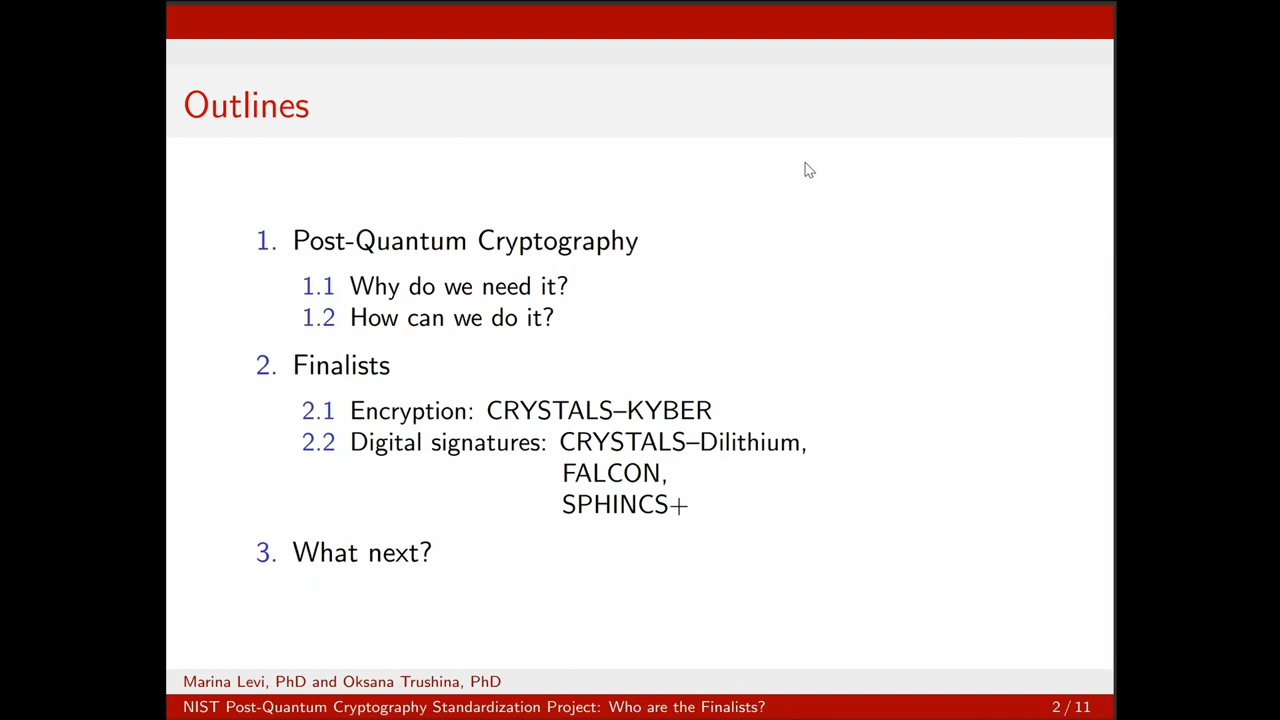 Outlines
1. Post-Quantum Cryptography
1.1 Why do we need it?
1.2 How can we do it?
2. Finalists
2.1 Encryption: CRYSTALS–KYBER
2.2 Digital signatures: CRYSTALS–Dilithium,
FALCON,
SPHINCS+
3. What next?
Marina Levi, PhD and Oksana Trushina, PhD
NIST Post-Quantum Cryptography Standardization Project: Who are the Finalists? 2 / 11